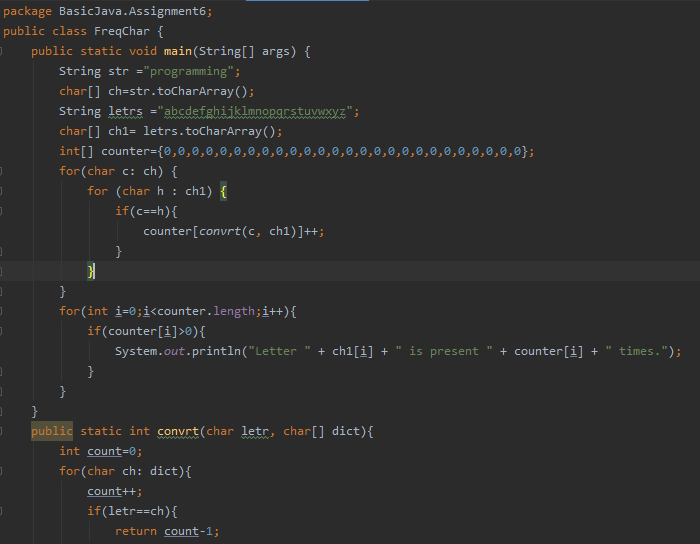 package BasicJava.Assignment6;
public class FreqChar {
public static void main(String[] args) {
String str ="programming";
char[] ch=str.toCharArray();
String letrs ="abcdefghijklmnopqrstuvwxyz";
char[] ch1= letrs.toCharArray();
int[] counter={0,0,0,0,0,0,0,0,0,0,0,0,0,0,0,0,0,0,0,0,0,0,0,0,0,0};
for(char c: ch) {
for (char h : ch1) {
if(c==h){
counter[convrt(c, ch1)]++;
}
}
}
for(int i=0;i<counter.length;i++){
if(counter[i]>0){
System.out.println("Letter " + ch1[i] + " is present " + counter[i] + " times.");
}
}
}
public static int convrt(char letr, char[] dict){
int count=0;
for(char ch: dict){
count++;
if(letr==ch){
return count-1;